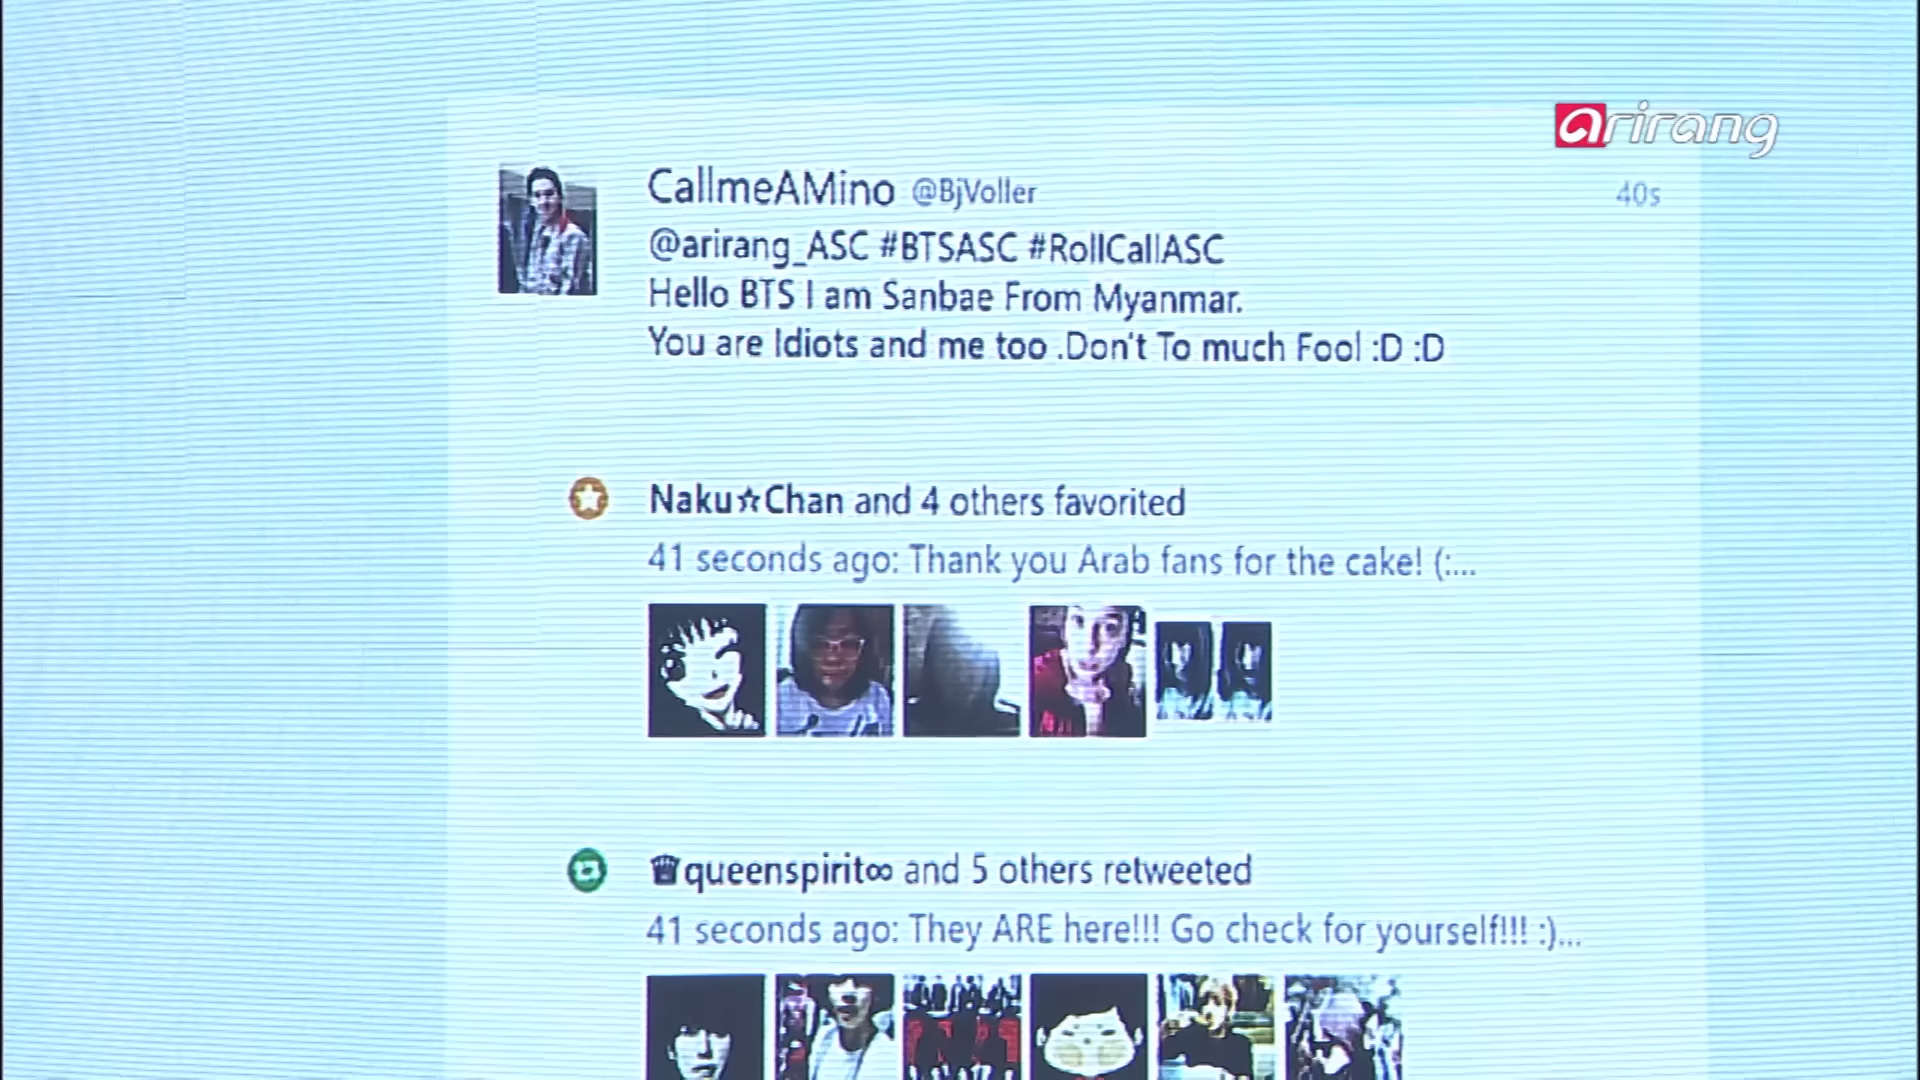 arirang
CallmeAMino @BjVoller 40s
@arirang_ASC #BTSASC #RollCallASC
Hello BTS I am Sanbae From Myanmar.
You are Idiots and me too .Don't To much Fool :D :D
Naku☆Chan and 4 others favorited
41 seconds ago: Thank you Arab fans for the cake! (:...
♛queenspirit∞ and 5 others retweeted
41 seconds ago: They ARE here!!! Go check for yourself!!! :)...